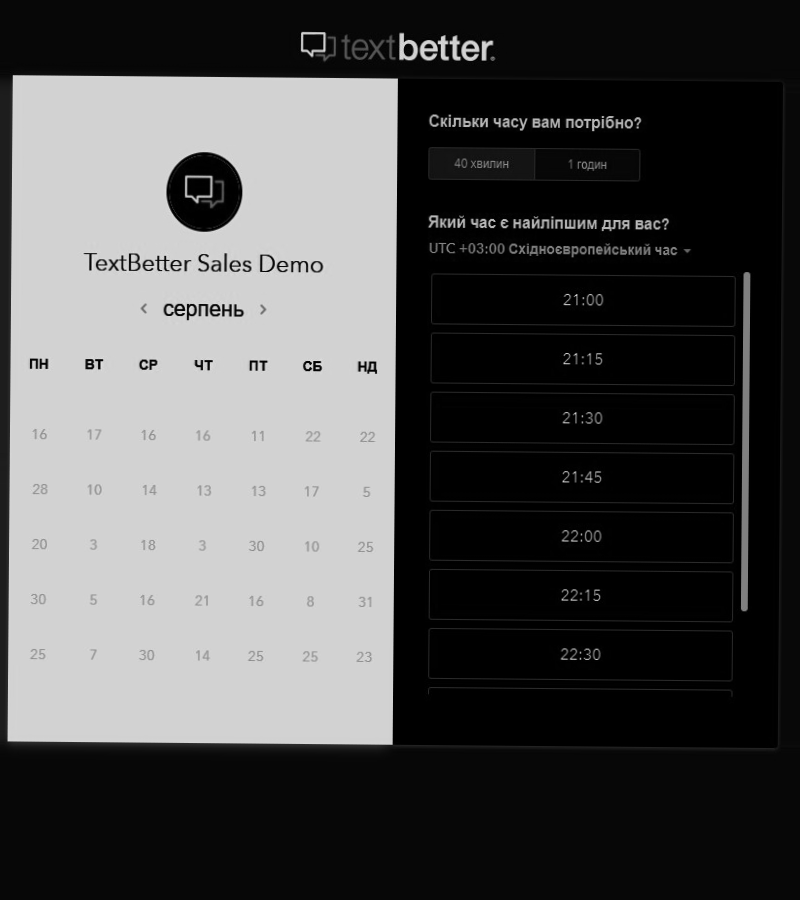 textbetter.
TextBetter Sales Demo
серпень
ПН ВТ СР ЧТ ПТ СБ НД
16 17 16 16 11 22 22
28 10 14 13 13 17 5
20 3 18 3 30 10 25
30 5 16 21 16 8 31
25 7 30 14 25 25 23
Скільки часу вам потрібно?
40 хвилин 1 годин
Який час є найліпшим для вас?
UTC +03:00 Східноєвропейський час
21:00
21:15
21:30
21:45
22:00
22:15
22:30